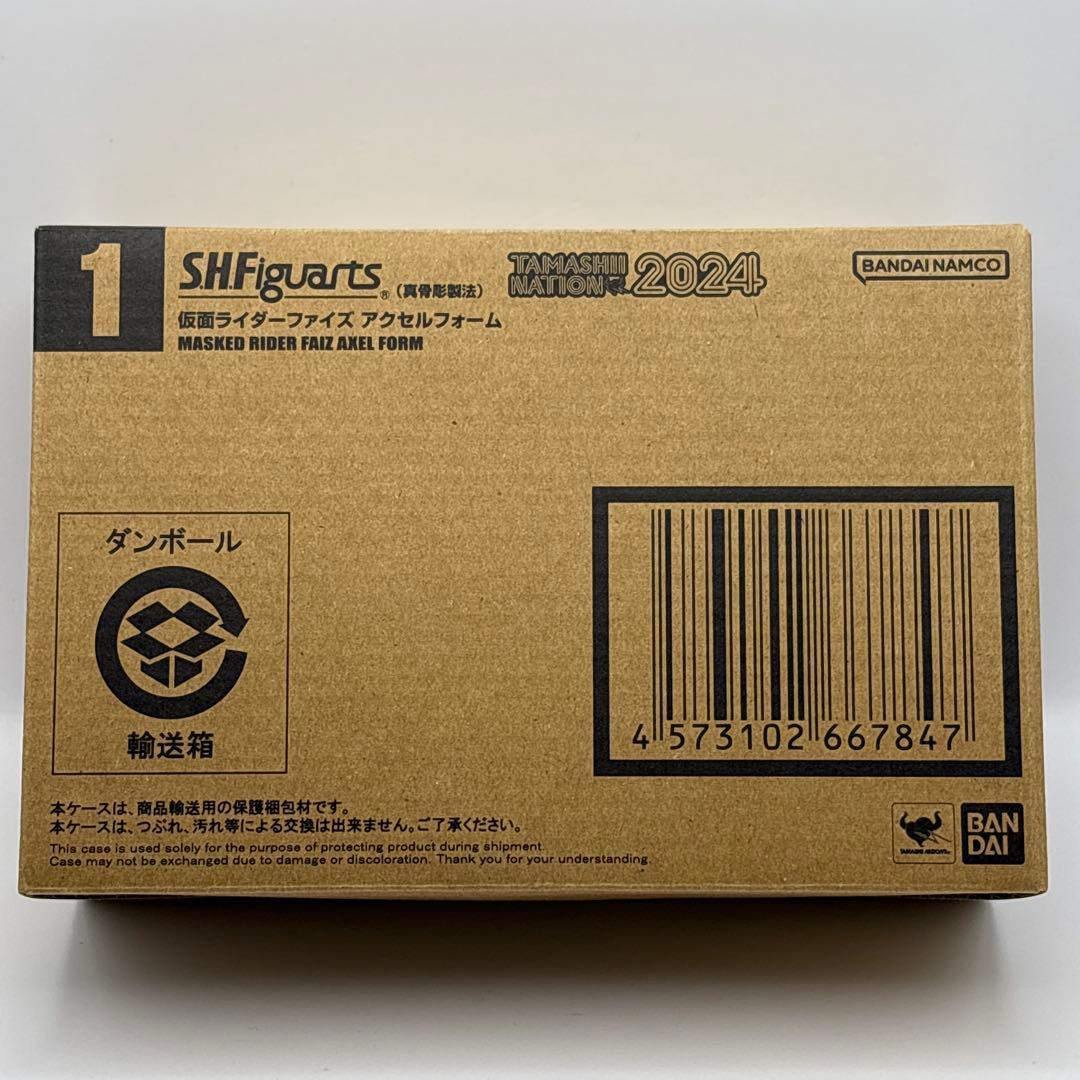 1
S.H.Figuarts® (真骨彫製法)
TAMASHII NATION 2024
BANDAI NAMCO
仮面ライダーファイズ アクセルフォーム
MASKED RIDER FAIZ AXEL FORM
ダンボール
輸送箱
4 573102 667847
本ケースは、商品輸送用の保護梱包材です。
本ケースは、つぶれ、汚れ等による交換は出来ません。ご了承ください。
This case is used solely for the purpose of protecting product during shipment.
Case may not be exchanged due to damage or discoloration. Thank you for your understanding.
TAMASHII NATIONS
BAN
DAI